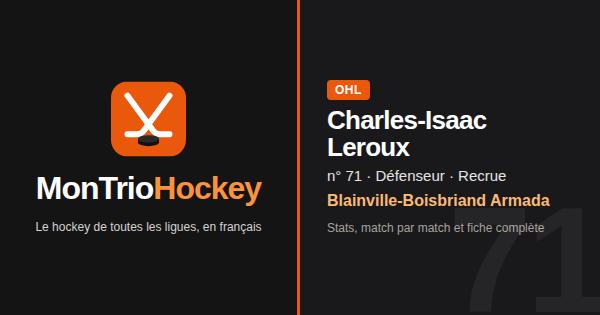 MonTrioHockey
Le hockey de toutes les ligues, en français
OHL
Charles-Isaac
Leroux
n° 71 · Défenseur · Recrue
Blainville-Boisbriand Armada
Stats, match par match et fiche complète
71